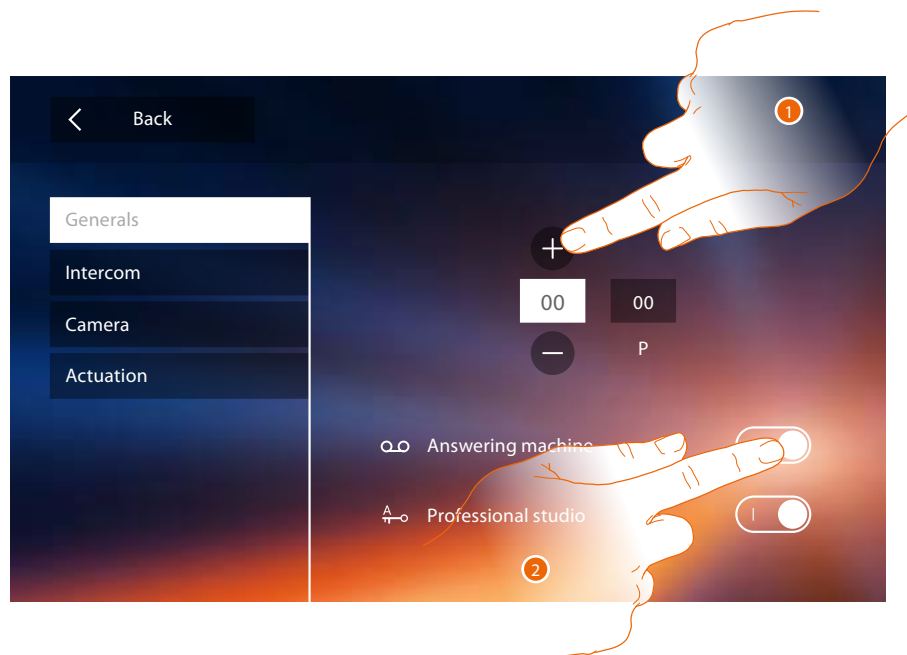 Back
1
Generals
Intercom
Camera
Actuation
+
00 00
— P
Answering machine
A Professional studio
2